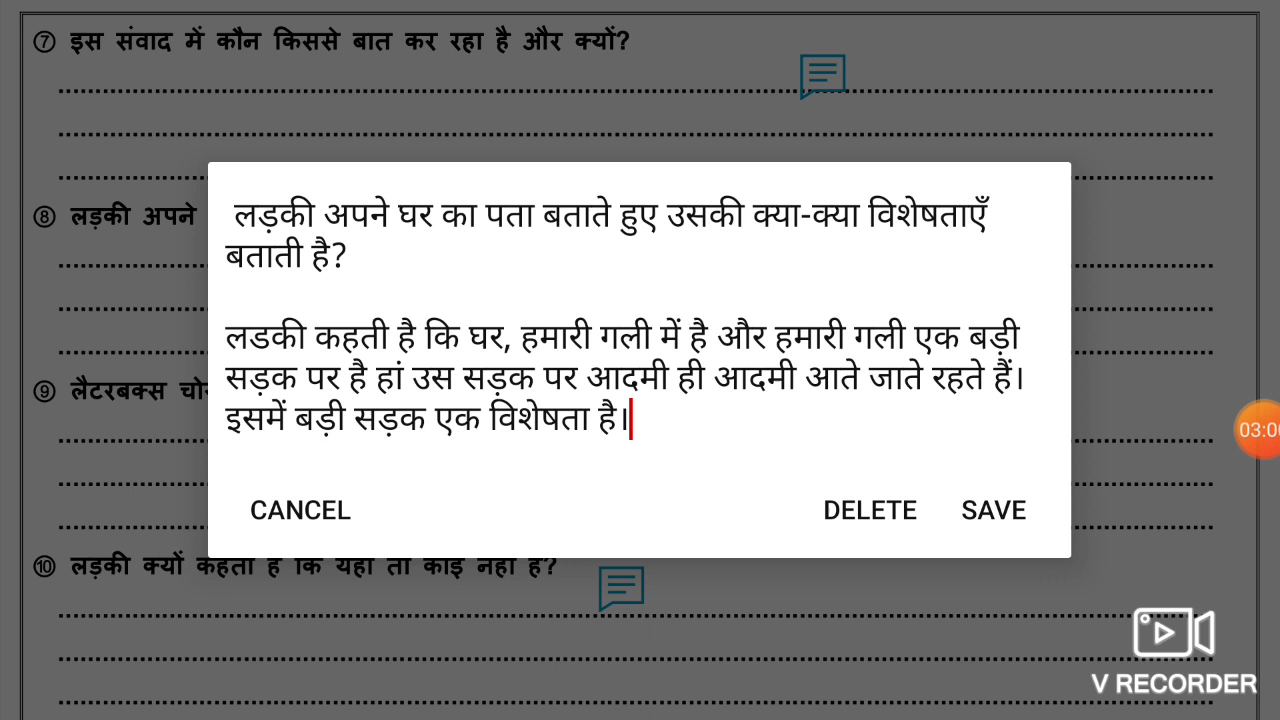 ⑦ इस संवाद में कौन किससे बात कर रहा है और क्यों?
⑧ लड़की अपने
लड़की अपने घर का पता बताते हुए उसकी क्या-क्या विशेषताएँ
बताती है?
लडकी कहती है कि घर, हमारी गली में है और हमारी गली एक बड़ी
सड़क पर है हां उस सड़क पर आदमी ही आदमी आते जाते रहते हैं।
इसमें बड़ी सड़क एक विशेषता है।
⑨ लैटरबक्स
CANCEL
DELETE
SAVE
⑩ लड़की क्यों कहती है कि यहाँ तो कोई नहीं है?
03:00
V RECORDER